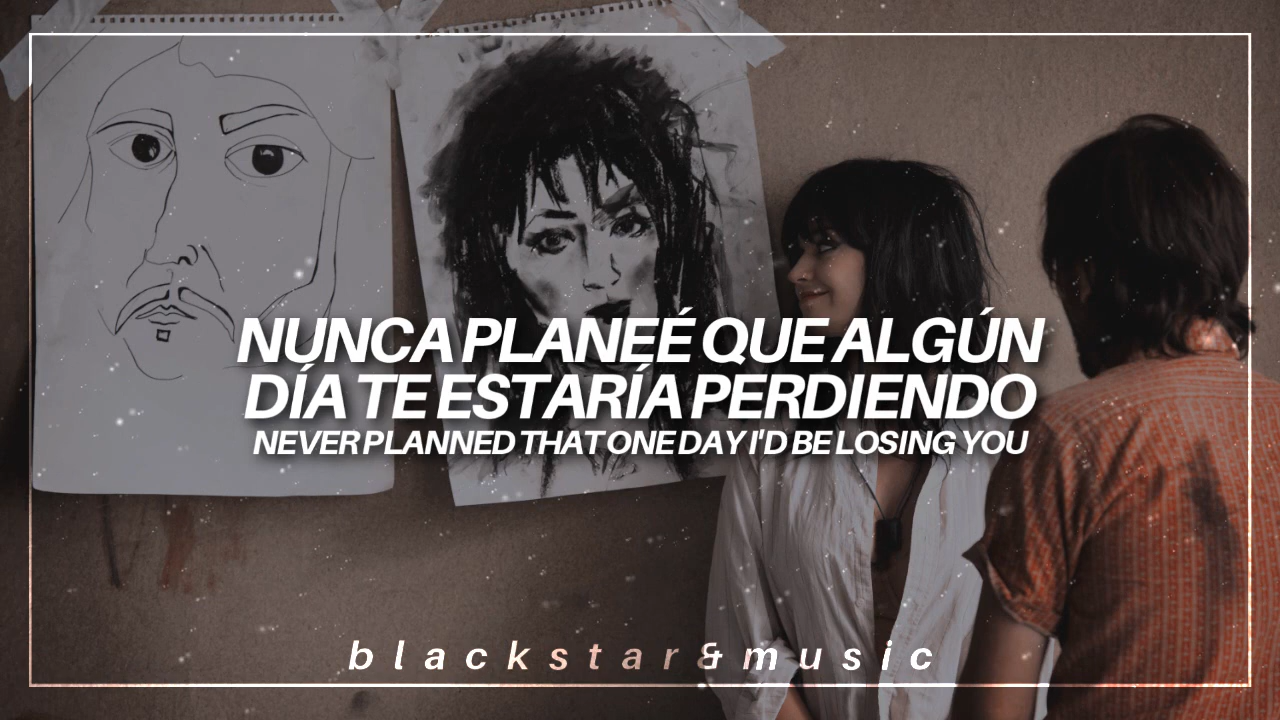 NUNCA PLANEÉ QUE ALGÚN
DÍA TE ESTARÍA PERDIENDO
NEVER PLANNED THAT ONE DAY I'D BE LOSING YOU
blackstar&music